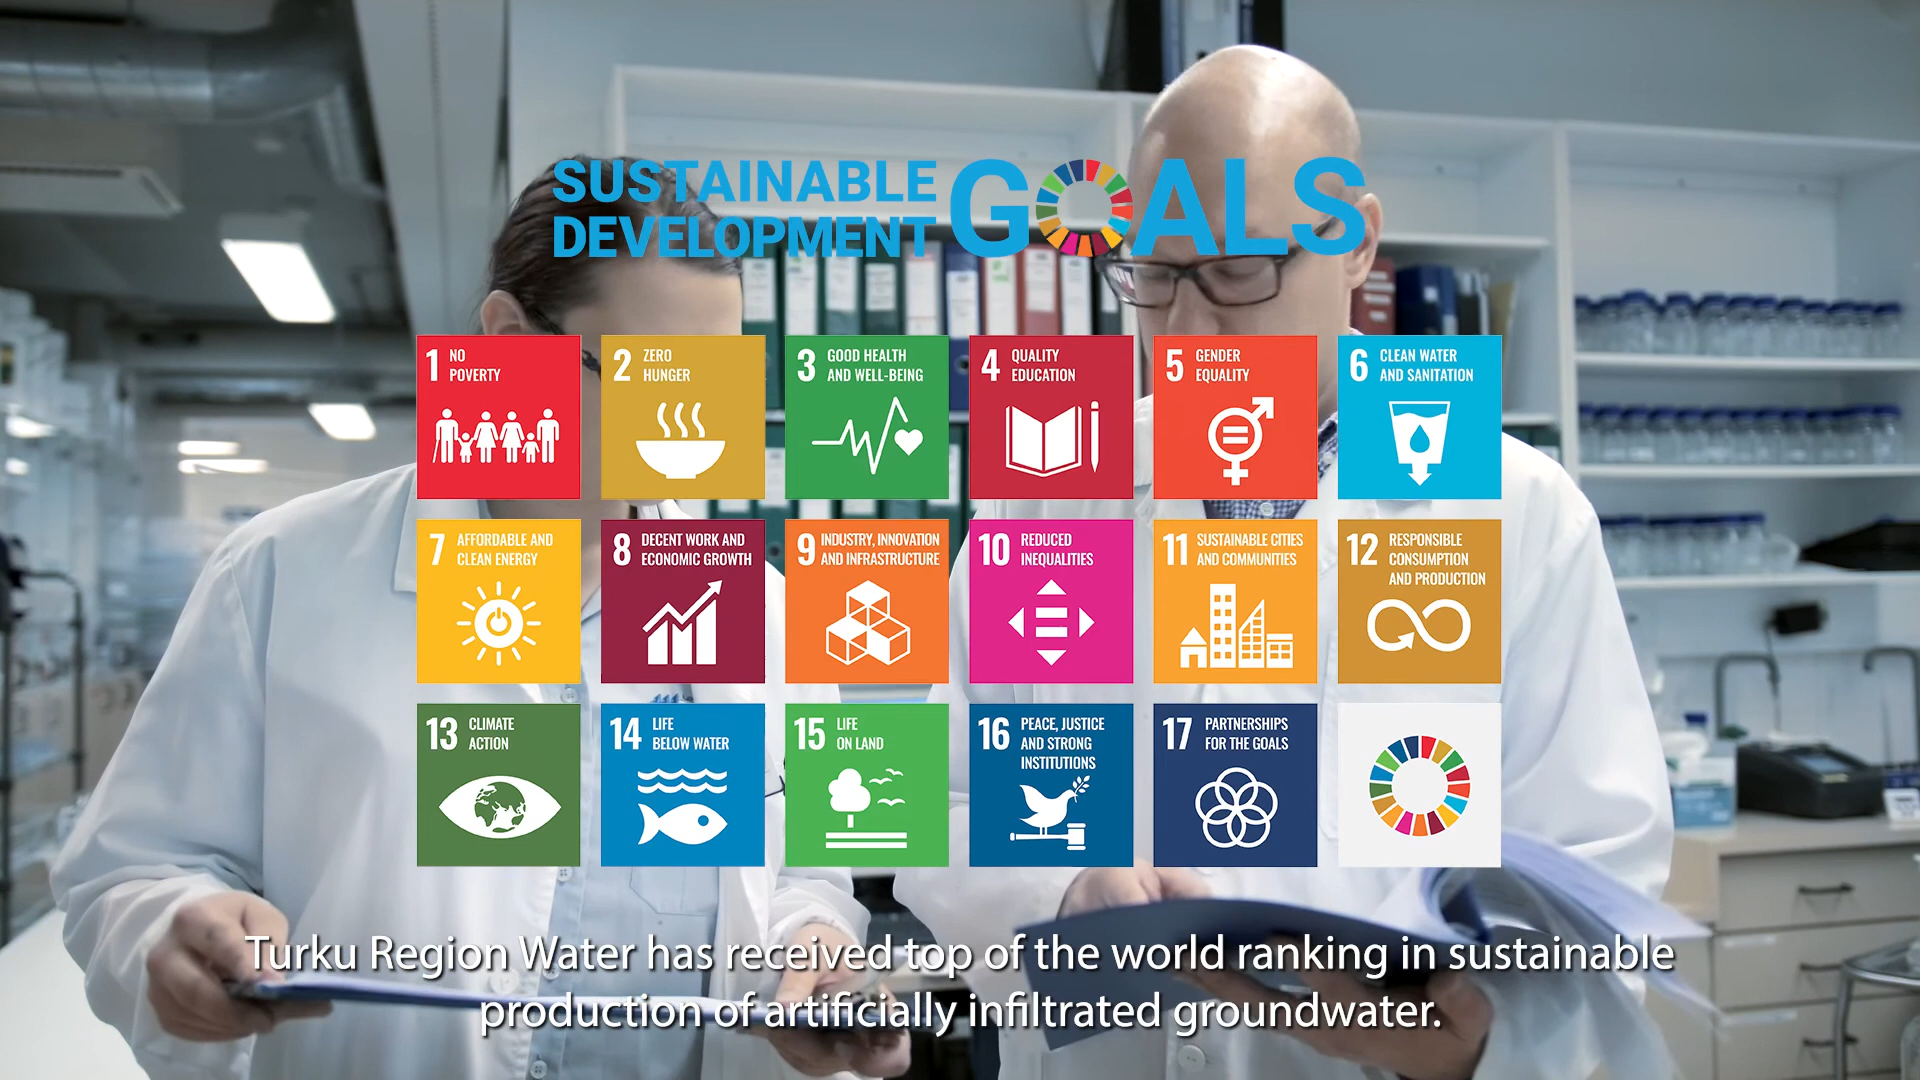 SUSTAINABLE
DEVELOPMENT
GOALS
1 NO
POVERTY
2 ZERO
HUNGER
3 GOOD HEALTH
AND WELL-BEING
4 QUALITY
EDUCATION
5 GENDER
EQUALITY
6 CLEAN WATER
AND SANITATION
7 AFFORDABLE AND
CLEAN ENERGY
8 DECENT WORK AND
ECONOMIC GROWTH
9 INDUSTRY, INNOVATION
AND INFRASTRUCTURE
10 REDUCED
INEQUALITIES
11 SUSTAINABLE CITIES
AND COMMUNITIES
12 RESPONSIBLE
CONSUMPTION
AND PRODUCTION
13 CLIMATE
ACTION
14 LIFE
BELOW WATER
15 LIFE
ON LAND
16 PEACE, JUSTICE
AND STRONG
INSTITUTIONS
17 PARTNERSHIPS
FOR THE GOALS
Turku Region Water has received top of the world ranking in sustainable
production of artificially infiltrated groundwater.